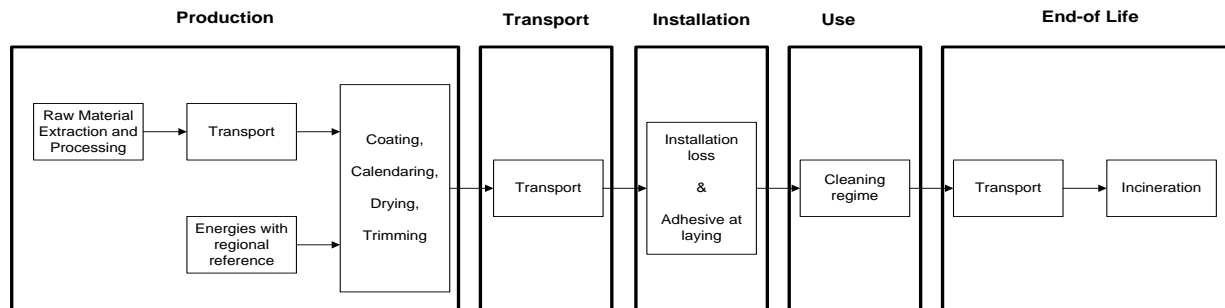 Production
Transport
Installation
Use
End-of Life
Raw Material
Extraction and
Processing
Transport
Energies with
regional
reference
Coating,
Calendaring,
Drying,
Trimming
Transport
Installation
loss
&
Adhesive at
laying
Cleaning
regime
Transport
Incineration